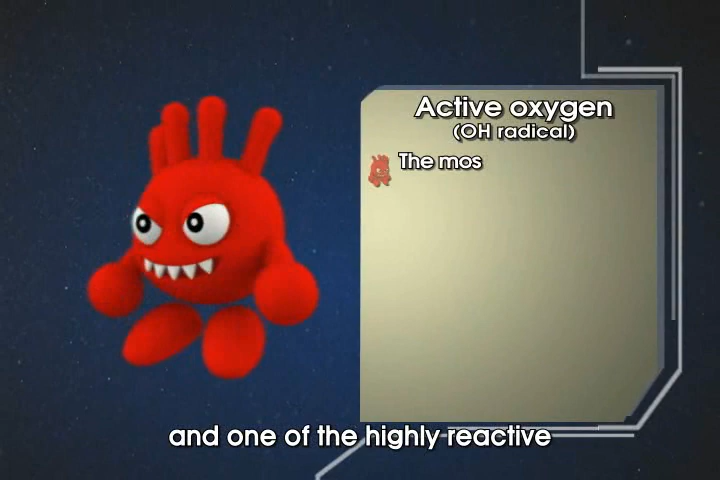 Active oxygen
(OH radical)
The mos
and one of the highly reactive